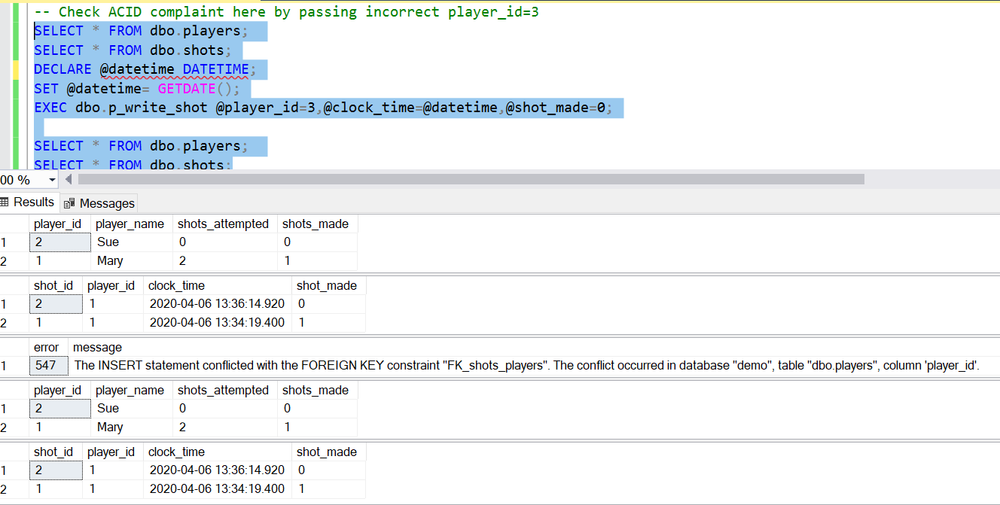 -- Check ACID complaint here by passing incorrect player_id=3
SELECT * FROM dbo.players;
SELECT * FROM dbo.shots;
DECLARE @datetime DATETIME;
SET @datetime= GETDATE();
EXEC dbo.p_write_shot @player_id=3,@clock_time=@datetime,@shot_made=0;
SELECT * FROM dbo.players;
SELECT * FROM dbo.shots;
00 %
Results Messages
player_id player_name shots_attempted shots_made
1 2 Sue 0 0
2 1 Mary 2 1
shot_id player_id clock_time shot_made
1 2 1 2020-04-06 13:36:14.920 0
2 1 1 2020-04-06 13:34:19.400 1
error message
1 547 The INSERT statement conflicted with the FOREIGN KEY constraint "FK_shots_players". The conflict occurred in database "demo", table "dbo.players", column 'player_id'.
player_id player_name shots_attempted shots_made
1 2 Sue 0 0
2 1 Mary 2 1
shot_id player_id clock_time shot_made
1 2 1 2020-04-06 13:36:14.920 0
2 1 1 2020-04-06 13:34:19.400 1